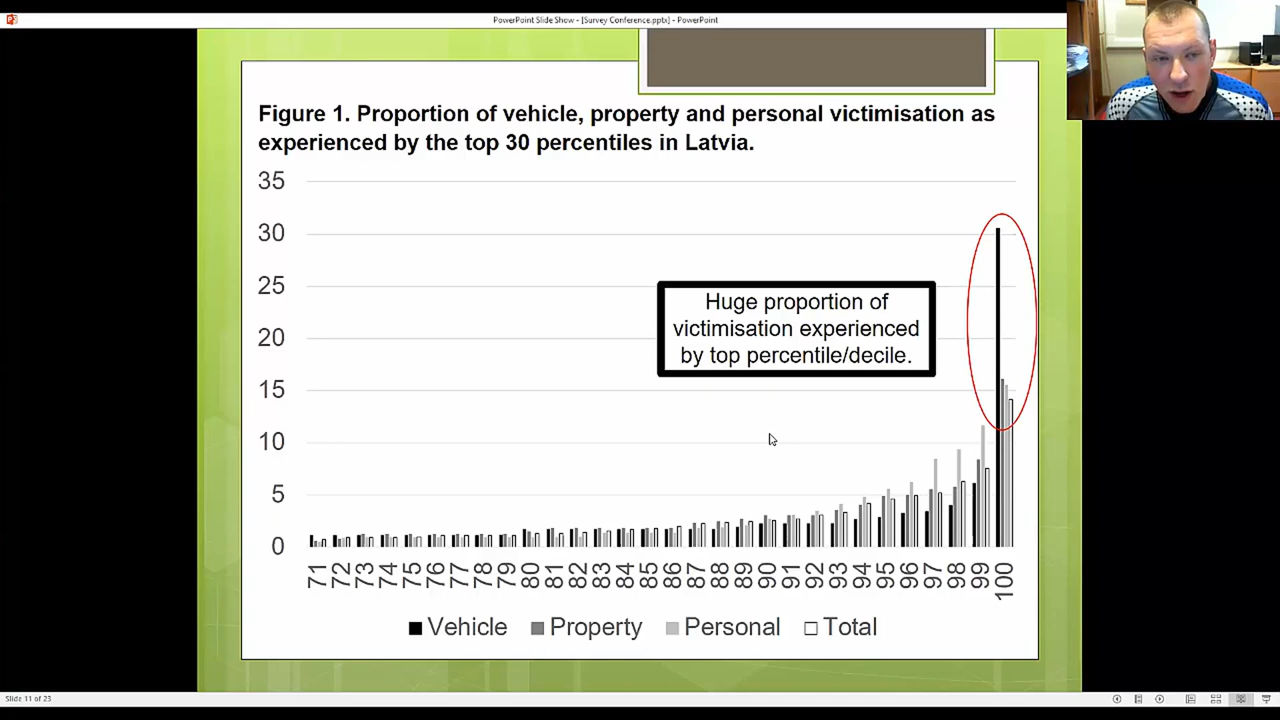 PowerPoint Slide Show - [Survey Conference.pptx] - PowerPoint
Figure 1. Proportion of vehicle, property and personal victimisation as
experienced by the top 30 percentiles in Latvia.
35
30
25
20
15
10
5
0
Huge proportion of
victimisation experienced
by top percentile/decile.
71 72 73 74 75 76 77 78 79 80 81 82 83 84 85 86 87 88 89 90 91 92 93 94 95 96 97 98 99 100
Vehicle Property Personal Total
Slide 11 of 23